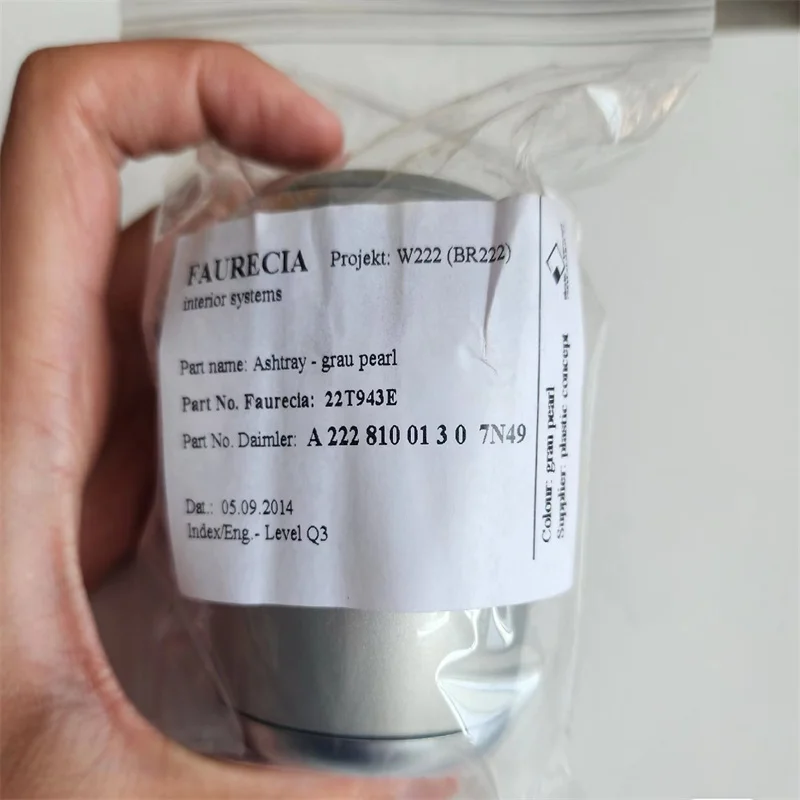 FAURECIA
Projekt: W222 (BR222)
interior systems
Part name: Ashtray - grau pearl
Part No. Faurecia: 22T943E
Part No. Daimler: A 222 810 01 3 0 7N49
Dat.: 05.09.2014
Index/Eng.- Level Q3
Colour: grau pearl
Supplier: plastic concept